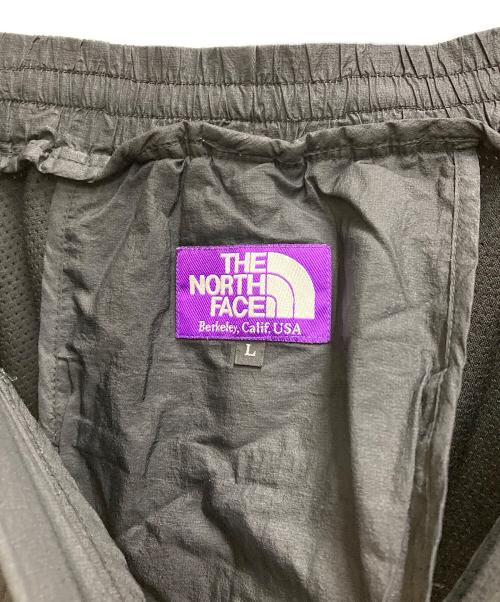 THE
NORTH
FACE
Berkeley, Calif. USA
L